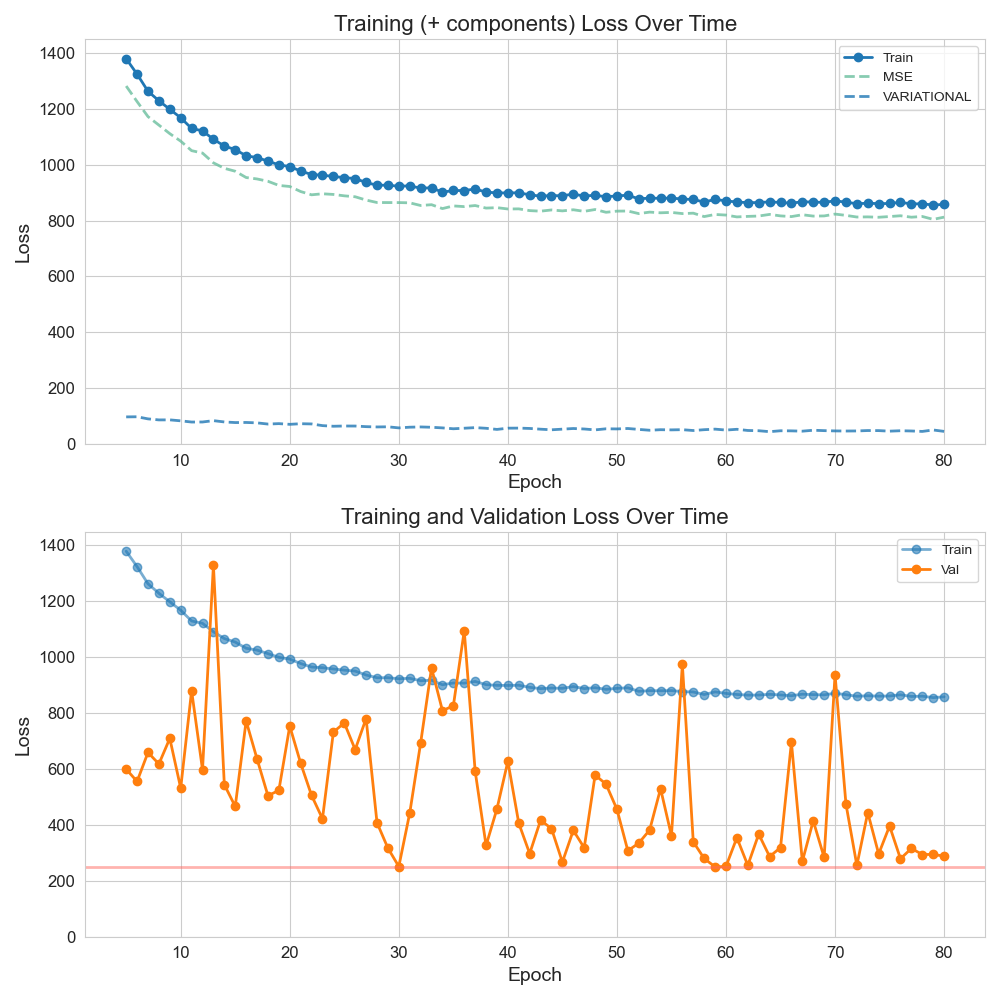 Training (+ components) Loss Over Time
1400
1200
1000
800
600
400
200
0
Loss
Train
MSE
VARIATIONAL
10 20 30 40 50 60 70 80
Epoch
Training and Validation Loss Over Time
1400
1200
1000
800
600
400
200
0
Loss
Train
Val
10 20 30 40 50 60 70 80
Epoch